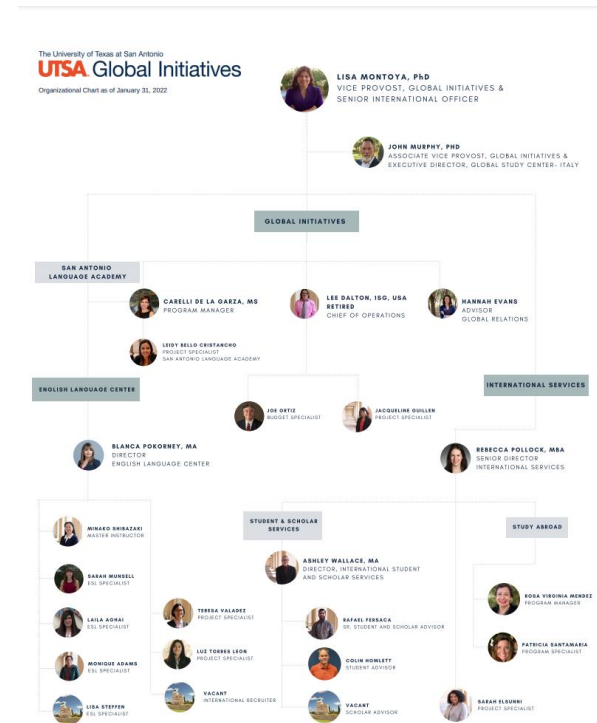 The University of Texas at San Antonio
UTSA Global Initiatives
Organizational Chart as of January 31, 2022
LISA MONTOYA, PhD
VICE PROVOST, GLOBAL INITIATIVES &
SENIOR INTERNATIONAL OFFICER
JOHN MURPHY, PHD
ASSOCIATE VICE PROVOST, GLOBAL INITIATIVES &
EXECUTIVE DIRECTOR, GLOBAL STUDY CENTER- ITALY
GLOBAL INITIATIVES
SAN ANTONIO
LANGUAGE ACADEMY
CARELLI DE LA GARZA, MS
PROGRAM MANAGER
LEE DALTON, 1SG, USA
RETIRED
CHIEF OF OPERATIONS
HANNAH EVANS
ADVISOR
GLOBAL RELATIONS
LEIDY BELLO CRISTANCHO
PROJECT SPECIALIST
SAN ANTONIO LANGUAGE ACADEMY
ENGLISH LANGUAGE CENTER
INTERNATIONAL SERVICES
JOE ORTIZ
BUDGET SPECIALIST
JACQUELINE GUILLEN
PROJECT SPECIALIST
BLANCA POKORNEY, MA
DIRECTOR
ENGLISH LANGUAGE CENTER
REBECCA POLLOCK, MBA
SENIOR DIRECTOR
INTERNATIONAL SERVICES
STUDENT & SCHOLAR
SERVICES
STUDY ABROAD
MINAKO SHIBAZAKI
MASTER INSTRUCTOR
ASHLEY WALLACE, MA
DIRECTOR, INTERNATIONAL STUDENT
AND SCHOLAR SERVICES
SARAH MUNSELL
ESL SPECIALIST
ROSA VIRGINIA MENDEZ
PROGRAM MANAGER
TERESA VALADEZ
PROJECT SPECIALIST
LAILA AGHAI
ESL SPECIALIST
RAFAEL FERSACA
SR. STUDENT AND SCHOLAR ADVISOR
PATRICIA SANTAMARIA
PROGRAM SPECIALIST
LUZ TORRES LEON
PROJECT SPECIALIST
MONIQUE ADAMS
ESL SPECIALIST
COLIN HOWLETT
STUDENT ADVISOR
VACANT
INTERNATIONAL RECRUITER
LISA STEFFEN
ESL SPECIALIST
VACANT
SCHOLAR ADVISOR
SARAH ELSUNNI
PROJECT SPECIALIST